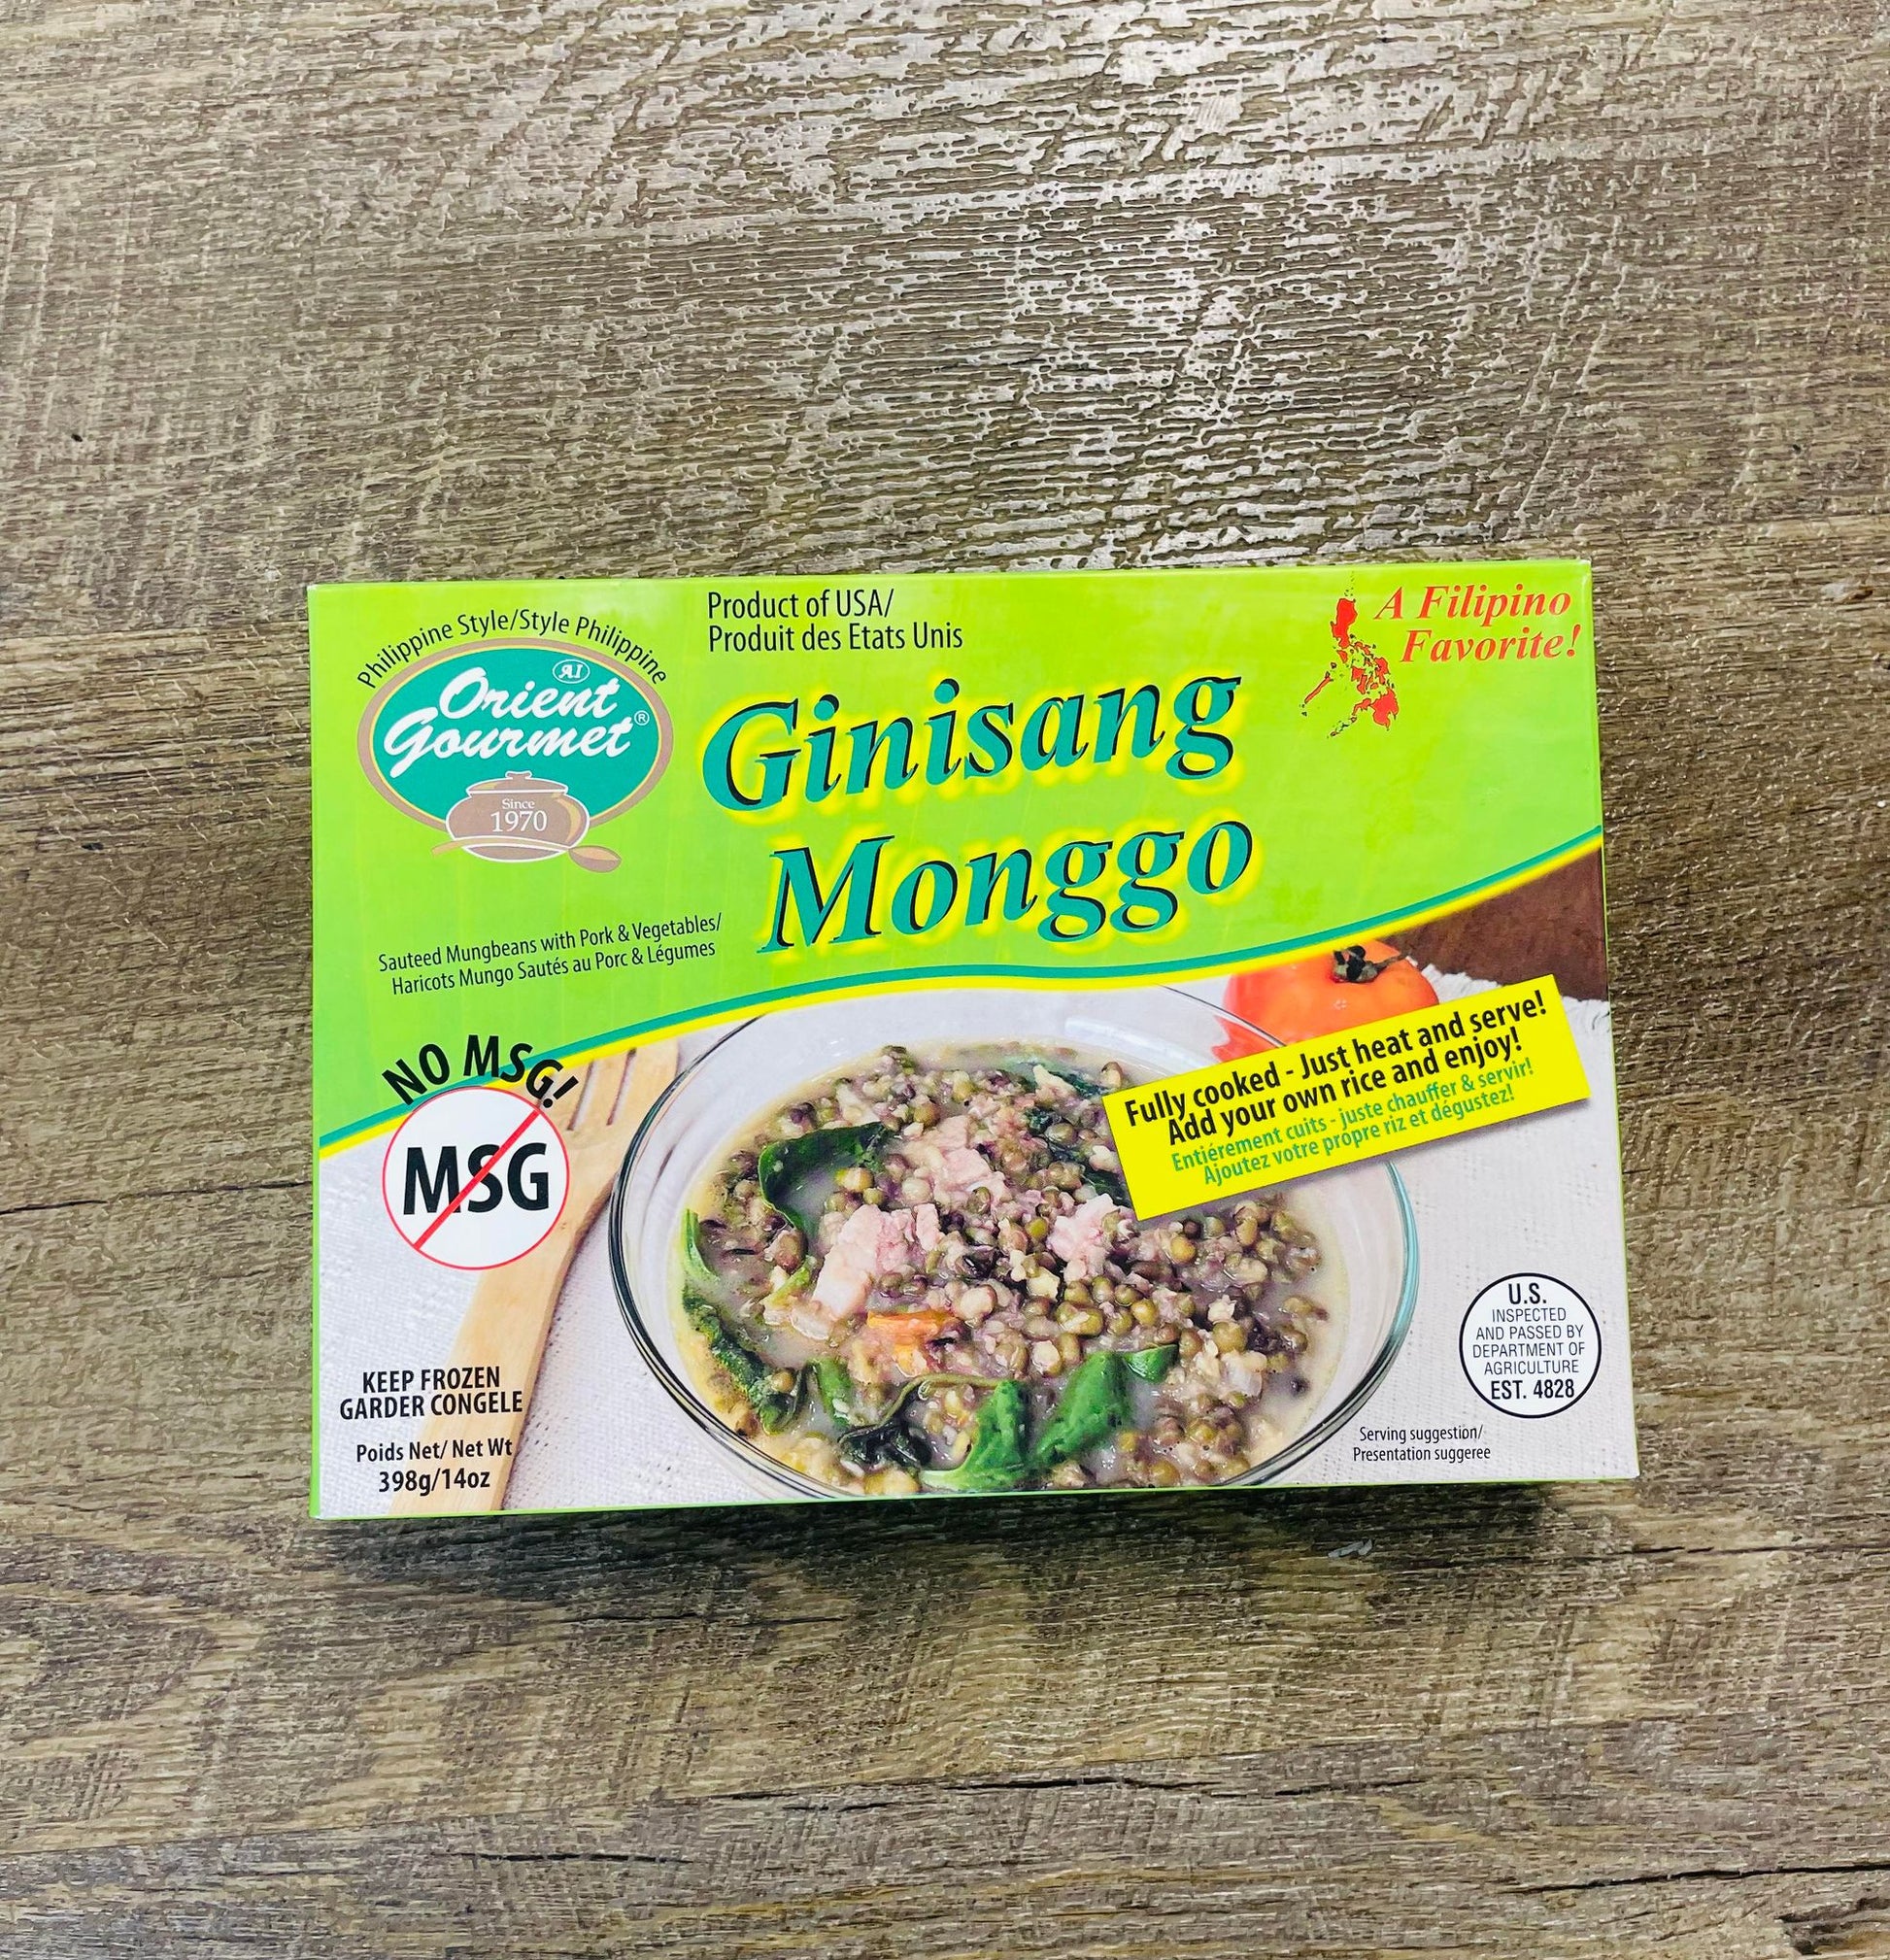 Philippine Style/Style Philippine
RI
Orient
Gourmet®
Since
1970
Product of USA/
Produit des Etats Unis
A Filipino
Favorite!
Ginisang
Monggo
Sauteed Mungbeans with Pork & Vegetables/
Haricots Mungo Sautés au Porc & Légumes
NO MSG!
MSG
Fully cooked - Just heat and serve!
Add your own rice and enjoy!
Entiérement cuits - juste chauffer & servir!
Ajoutez votre propre riz et dégustez!
KEEP FROZEN
GARDER CONGELE
Poids Net/ Net Wt
398g/14oz
U.S.
INSPECTED
AND PASSED BY
DEPARTMENT OF
AGRICULTURE
EST. 4828
Serving suggestion/
Presentation suggeree